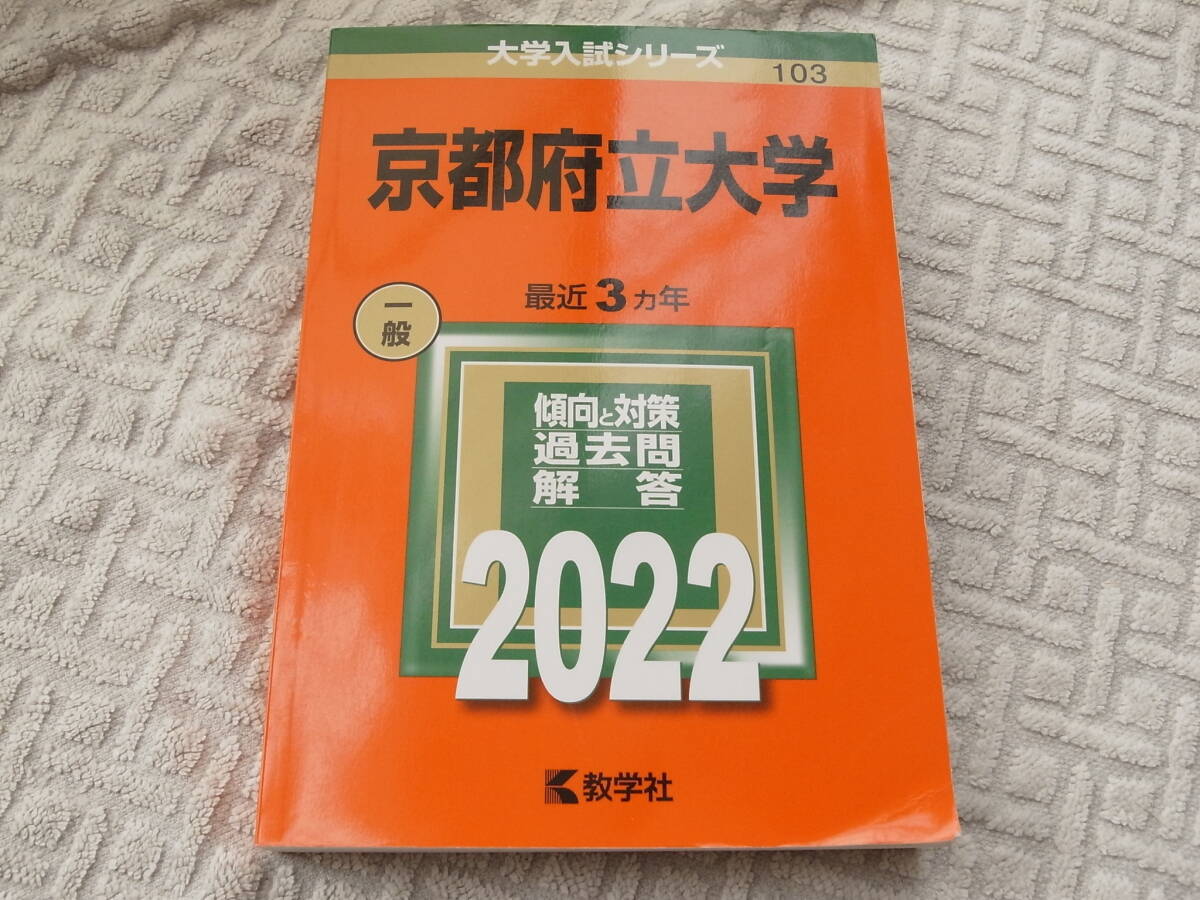 大学入試シリーズ
103
京都府立大学
最近3ヵ年
一般
傾向と対策
過去問
解答
2022
教学社